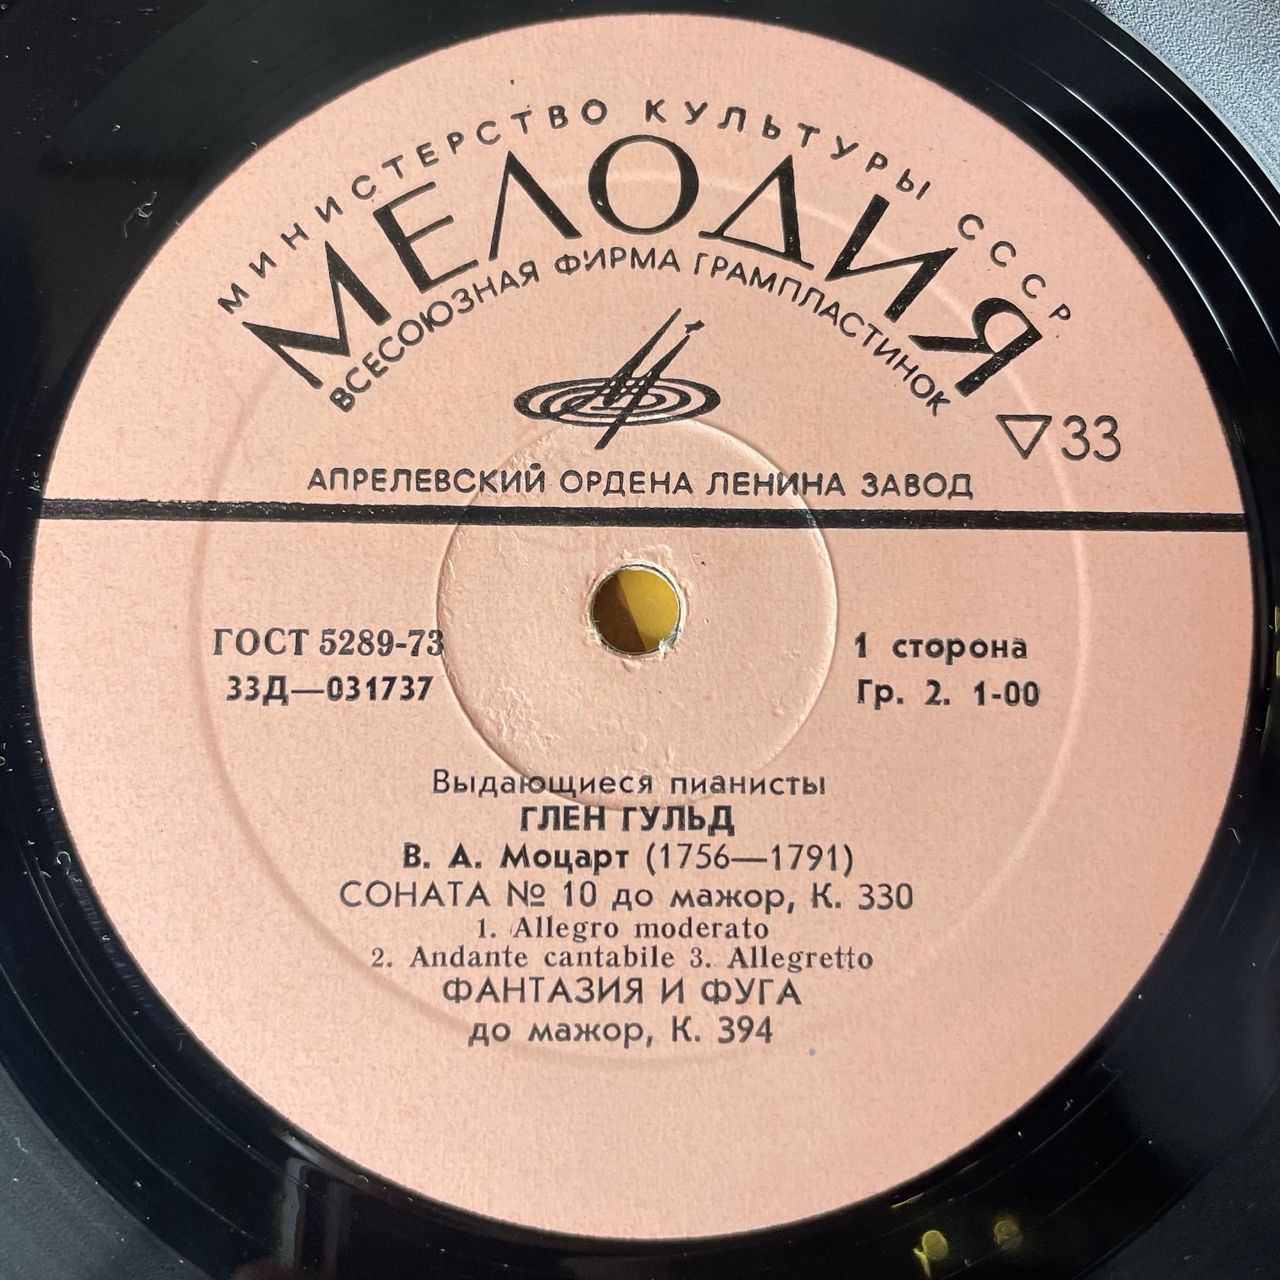 МИНИСТЕРСТВО КУЛЬТУРЫ СССР
МЕЛОДИЯ
ВСЕСОЮЗНАЯ ФИРМА ГРАМПЛАСТИНОК
33
АПРЕЛЕВСКИЙ ОРДЕНА ЛЕНИНА ЗАВОД
ГОСТ 5289-73
33Д—031737
1 сторона
Гр. 2. 1-00
Выдающиеся пианисты
ГЛЕН ГУЛЬД
В. А. Моцарт (1756—1791)
СОНАТА № 10 до мажор, К. 330
1. Allegro moderato
2. Andante cantabile 3. Allegretto
ФАНТАЗИЯ И ФУГА
до мажор, К. 394